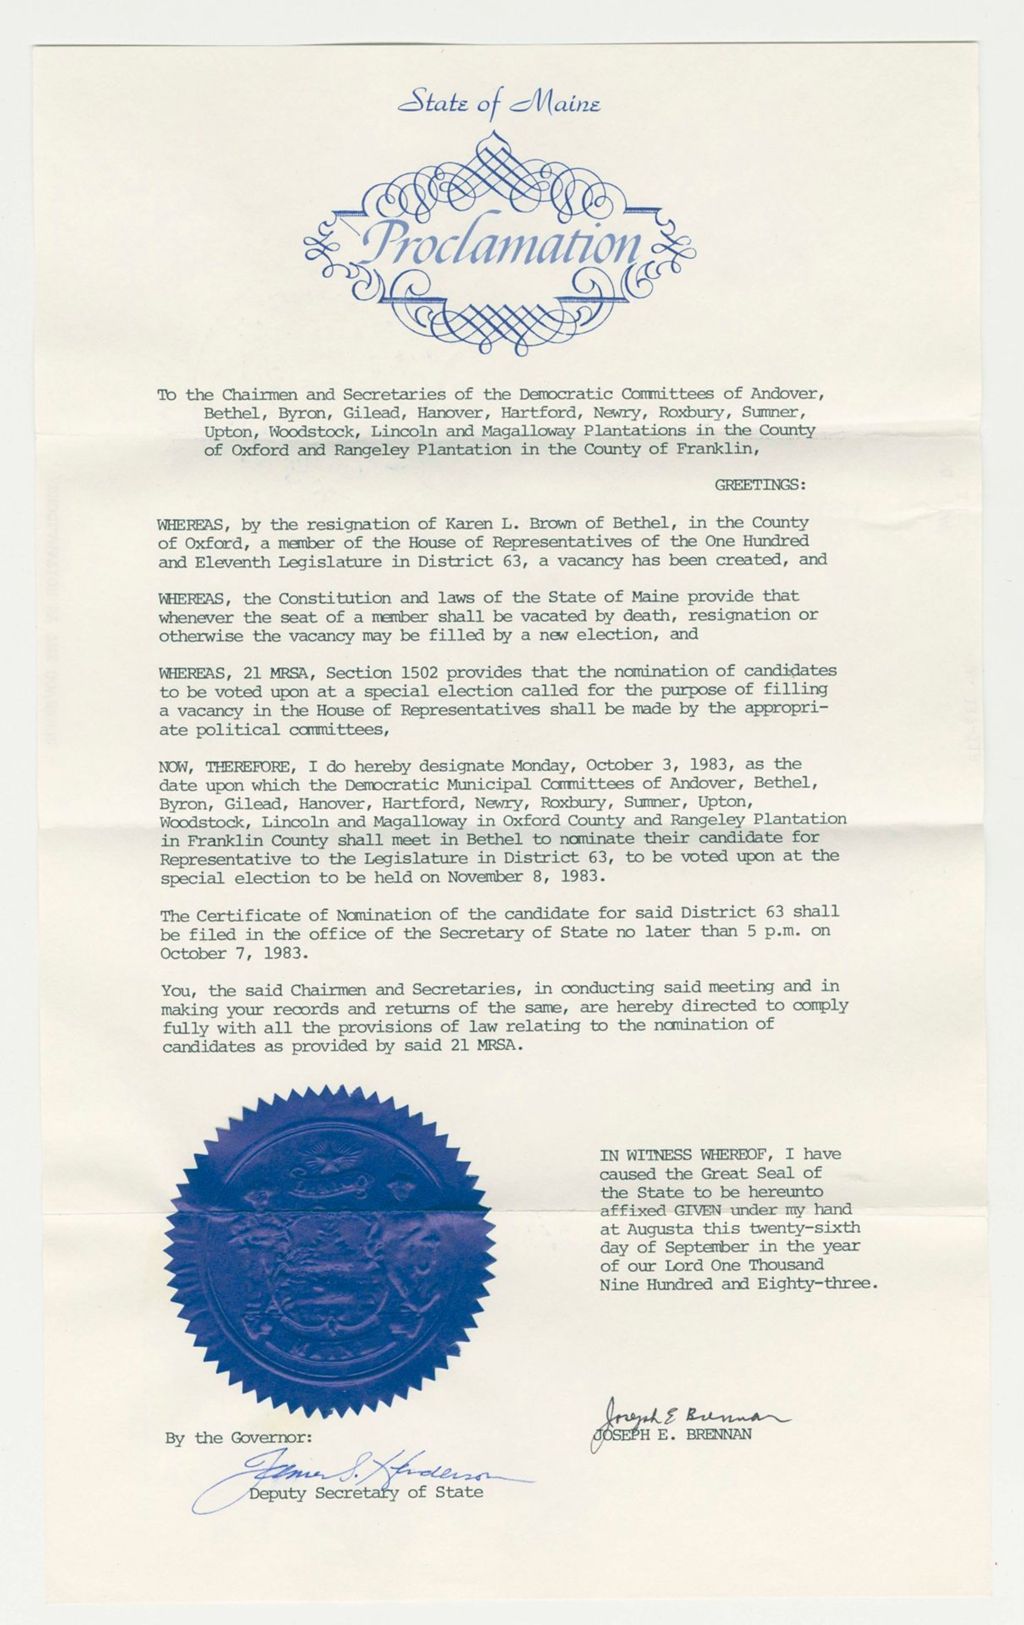 State of Maine
Proclamation
To the Chairmen and Secretaries of the Democratic Committees of Andover,
Bethel, Byron, Gilead, Hanover, Hartford, Newry, Roxbury, Sumner,
Upton, Woodstock, Lincoln and Magalloway Plantations in the County
of Oxford and Rangeley Plantation in the County of Franklin,
GREETINGS:
WHEREAS, by the resignation of Karen L. Brown of Bethel, in the County
of Oxford, a member of the House of Representatives of the One Hundred
and Eleventh Legislature in District 63, a vacancy has been created, and
WHEREAS, the Constitution and laws of the State of Maine provide that
whenever the seat of a member shall be vacated by death, resignation or
otherwise the vacancy may be filled by a new election, and
WHEREAS, 21 MRSA, Section 1502 provides that the nomination of candidates
to be voted upon at a special election called for the purpose of filling
a vacancy in the House of Representatives shall be made by the appropri-
ate political committees,
NOW, THEREFORE, I do hereby designate Monday, October 3, 1983, as the
date upon which the Democratic Municipal Committees of Andover, Bethel,
Byron, Gilead, Hanover, Hartford, Newry, Roxbury, Sumner, Upton,
Woodstock, Lincoln and Magalloway in Oxford County and Rangeley Plantation
in Franklin County shall meet in Bethel to nominate their candidate for
Representative to the Legislature in District 63, to be voted upon at the
special election to be held on November 8, 1983.
The Certificate of Nomination of the candidate for said District 63 shall
be filed in the office of the Secretary of State no later than 5 p.m. on
October 7, 1983.
You, the said Chairmen and Secretaries, in conducting said meeting and in
making your records and returns of the same, are hereby directed to comply
fully with all the provisions of law relating to the nomination of
candidates as provided by said 21 MRSA.
IN WITNESS WHEREOF, I have
caused the Great Seal of
the State to be hereunto
affixed GIVEN under my hand
at Augusta this twenty-sixth
day of September in the year
of our Lord One Thousand
Nine Hundred and Eighty-three.
MAINE
Joseph E Brennan
JOSEPH E. BRENNAN
By the Governor:
James S. Henderson
Deputy Secretary of State